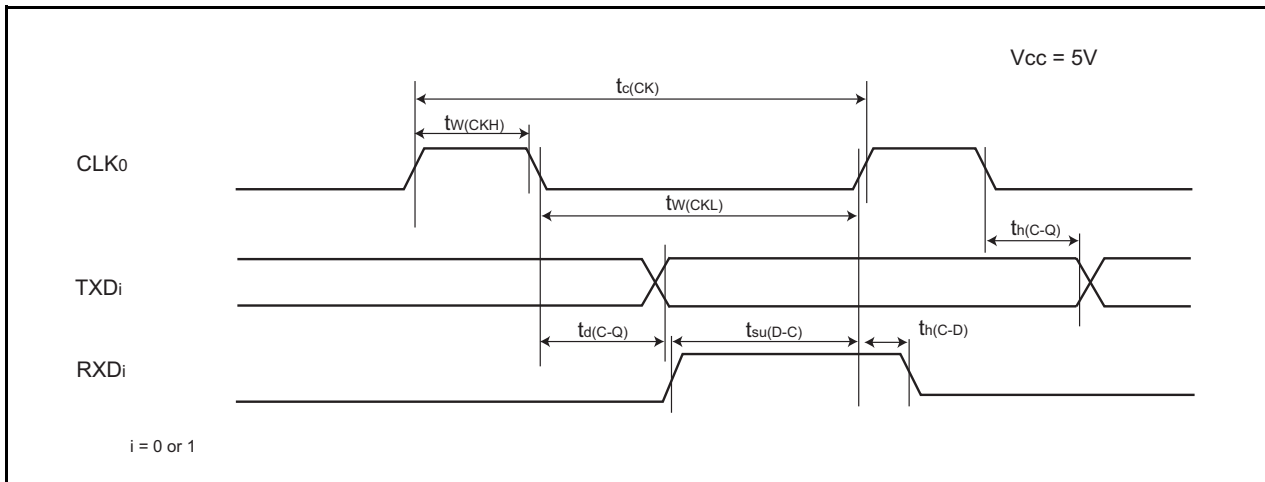 Vcc = 5V
tc(CK)
tW(CKH)
CLK0
tW(CKL)
th(C-Q)
TXDi
td(C-Q) tsu(D-C) th(C-D)
RXDi
i = 0 or 1